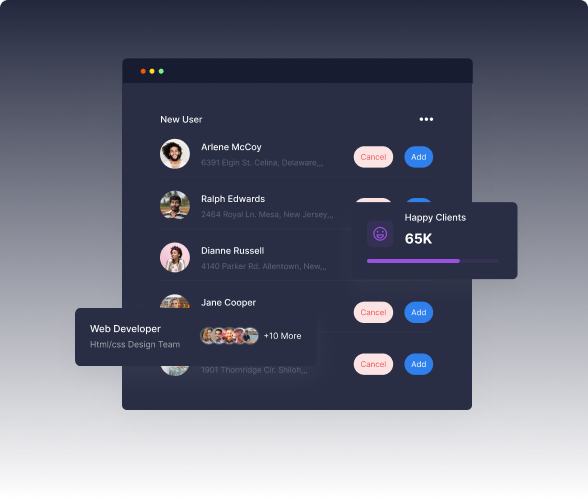 New User
Arlene McCoy
6391 Elgin St. Celina, Delaware,,,
Cancel
Add
Ralph Edwards
2464 Royal Ln. Mesa, New Jersey,,,
Happy Clients
65K
Dianne Russell
4140 Parker Rd. Allentown, New,,,
Jane Cooper
Cancel
Add
Web Developer
Html/css Design Team
+10 More
1901 Thornridge Cir. Shiloh,,,
Cancel
Add